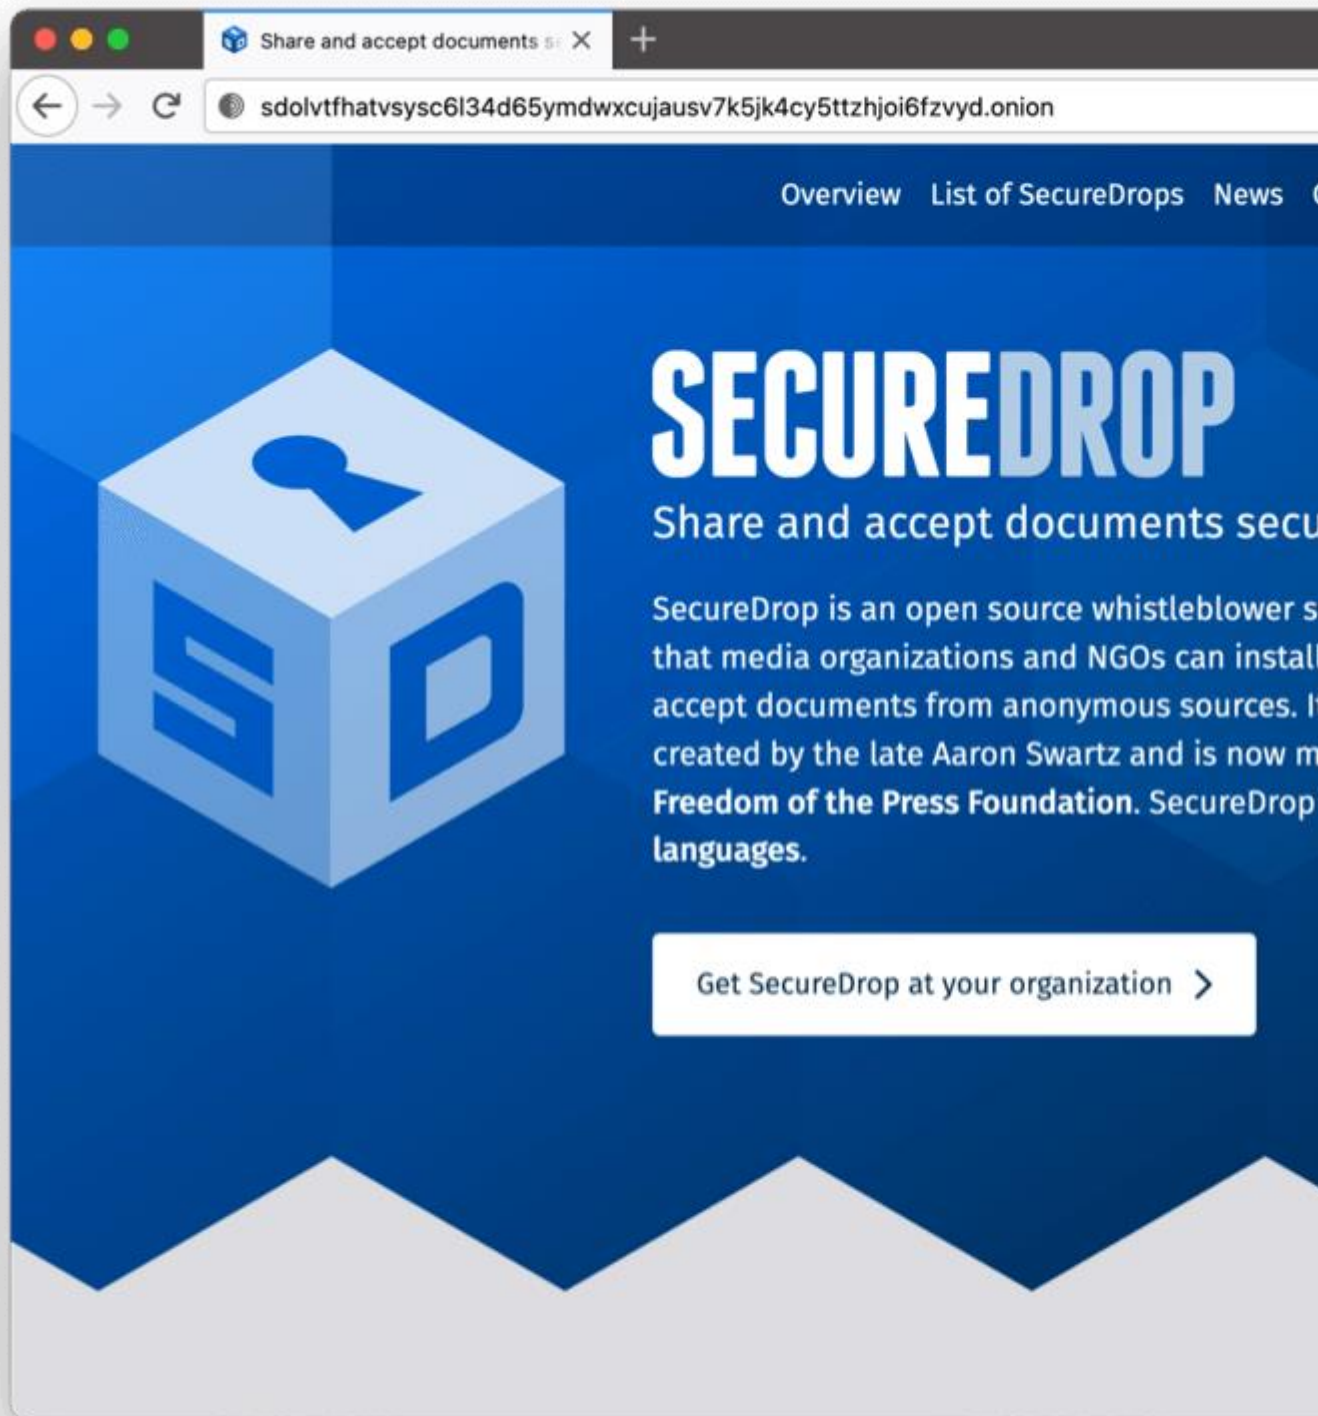 Share and accept documents s
sdolvtfhatvsysc6l34d65ymdwxcujausv7k5jk4cy5ttzhjoi6fzvyd.onion
Overview List of SecureDrops News
SD
SECUREDROP
Share and accept documents secu
SecureDrop is an open source whistleblower s
that media organizations and NGOs can install
accept documents from anonymous sources. I
created by the late Aaron Swartz and is now m
Freedom of the Press Foundation. SecureDrop
languages.
Get SecureDrop at your organization